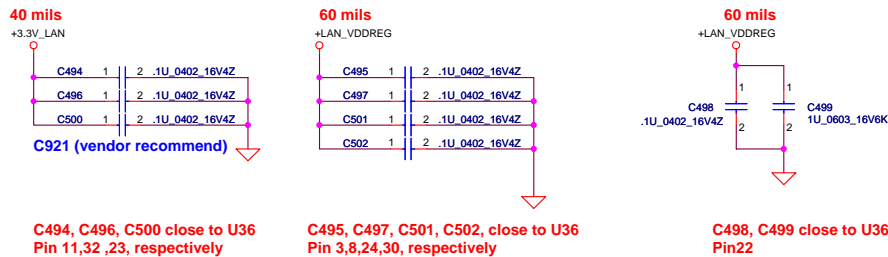 40 mils
+3.3V_LAN
C494 1 2 .1U_0402_16V4Z
C496 1 2 .1U_0402_16V4Z
C500 1 2 .1U_0402_16V4Z
C921 (vendor recommend)
C494, C496, C500 close to U36
Pin 11,32 ,23, respectively
60 mils
+LAN_VDDREG
C495 1 2 .1U_0402_16V4Z
C497 1 2 .1U_0402_16V4Z
C501 1 2 .1U_0402_16V4Z
C502 1 2 .1U_0402_16V4Z
C495, C497, C501, C502, close to U36
Pin 3,8,24,30, respectively
60 mils
+LAN_VDDREG
1 1
C498 C499
.1U_0402_16V4Z 1U_0603_16V6K
2 2
C498, C499 close to U36
Pin22